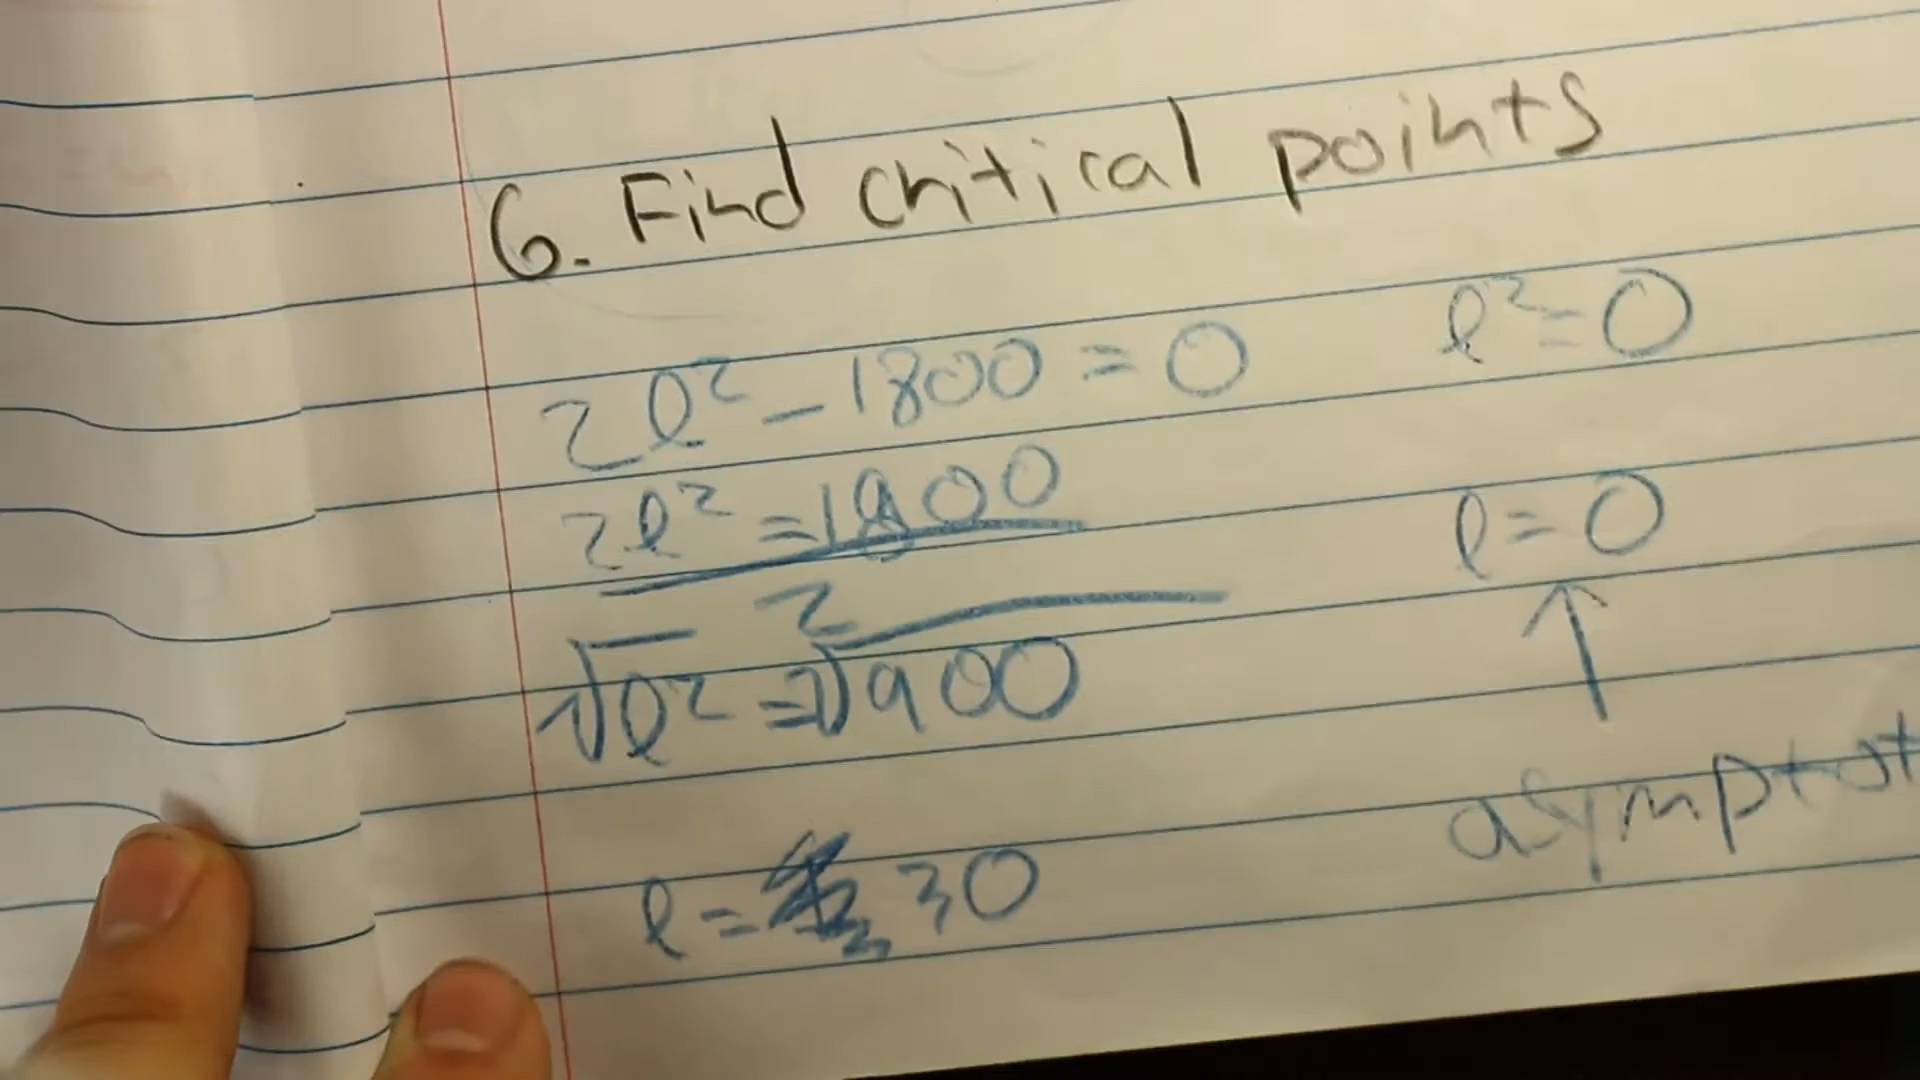 6. Find critical points
2l² - 1800 = 0
l² = 0
2l² = 1800
2
l = 0
√l² = √900
asymptot
l = 30